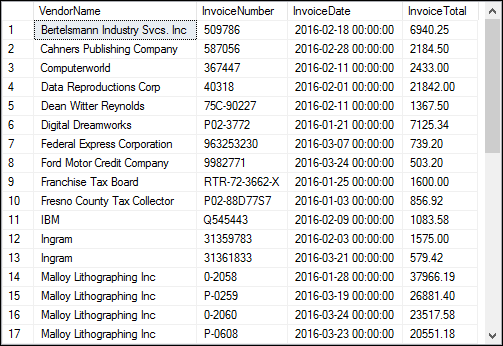 VendorName InvoiceNumber InvoiceDate InvoiceTotal
1 Bertelsmann Industry Svcs. Inc 509786 2016-02-18 00:00:00 6940.25
2 Cahners Publishing Company 587056 2016-02-28 00:00:00 2184.50
3 Computerworld 367447 2016-02-11 00:00:00 2433.00
4 Data Reproductions Corp 40318 2016-02-01 00:00:00 21842.00
5 Dean Witter Reynolds 75C-90227 2016-02-11 00:00:00 1367.50
6 Digital Dreamworks P02-3772 2016-01-21 00:00:00 7125.34
7 Federal Express Corporation 963253230 2016-03-07 00:00:00 739.20
8 Ford Motor Credit Company 9982771 2016-03-24 00:00:00 503.20
9 Franchise Tax Board RTR-72-3662-X 2016-01-25 00:00:00 1600.00
10 Fresno County Tax Collector P02-88D77S7 2016-01-03 00:00:00 856.92
11 IBM Q545443 2016-02-09 00:00:00 1083.58
12 Ingram 31359783 2016-02-03 00:00:00 1575.00
13 Ingram 31361833 2016-03-21 00:00:00 579.42
14 Malloy Lithographing Inc 0-2058 2016-01-28 00:00:00 37966.19
15 Malloy Lithographing Inc P-0259 2016-03-19 00:00:00 26881.40
16 Malloy Lithographing Inc 0-2060 2016-03-24 00:00:00 23517.58
17 Malloy Lithographing Inc P-0608 2016-03-23 00:00:00 20551.18